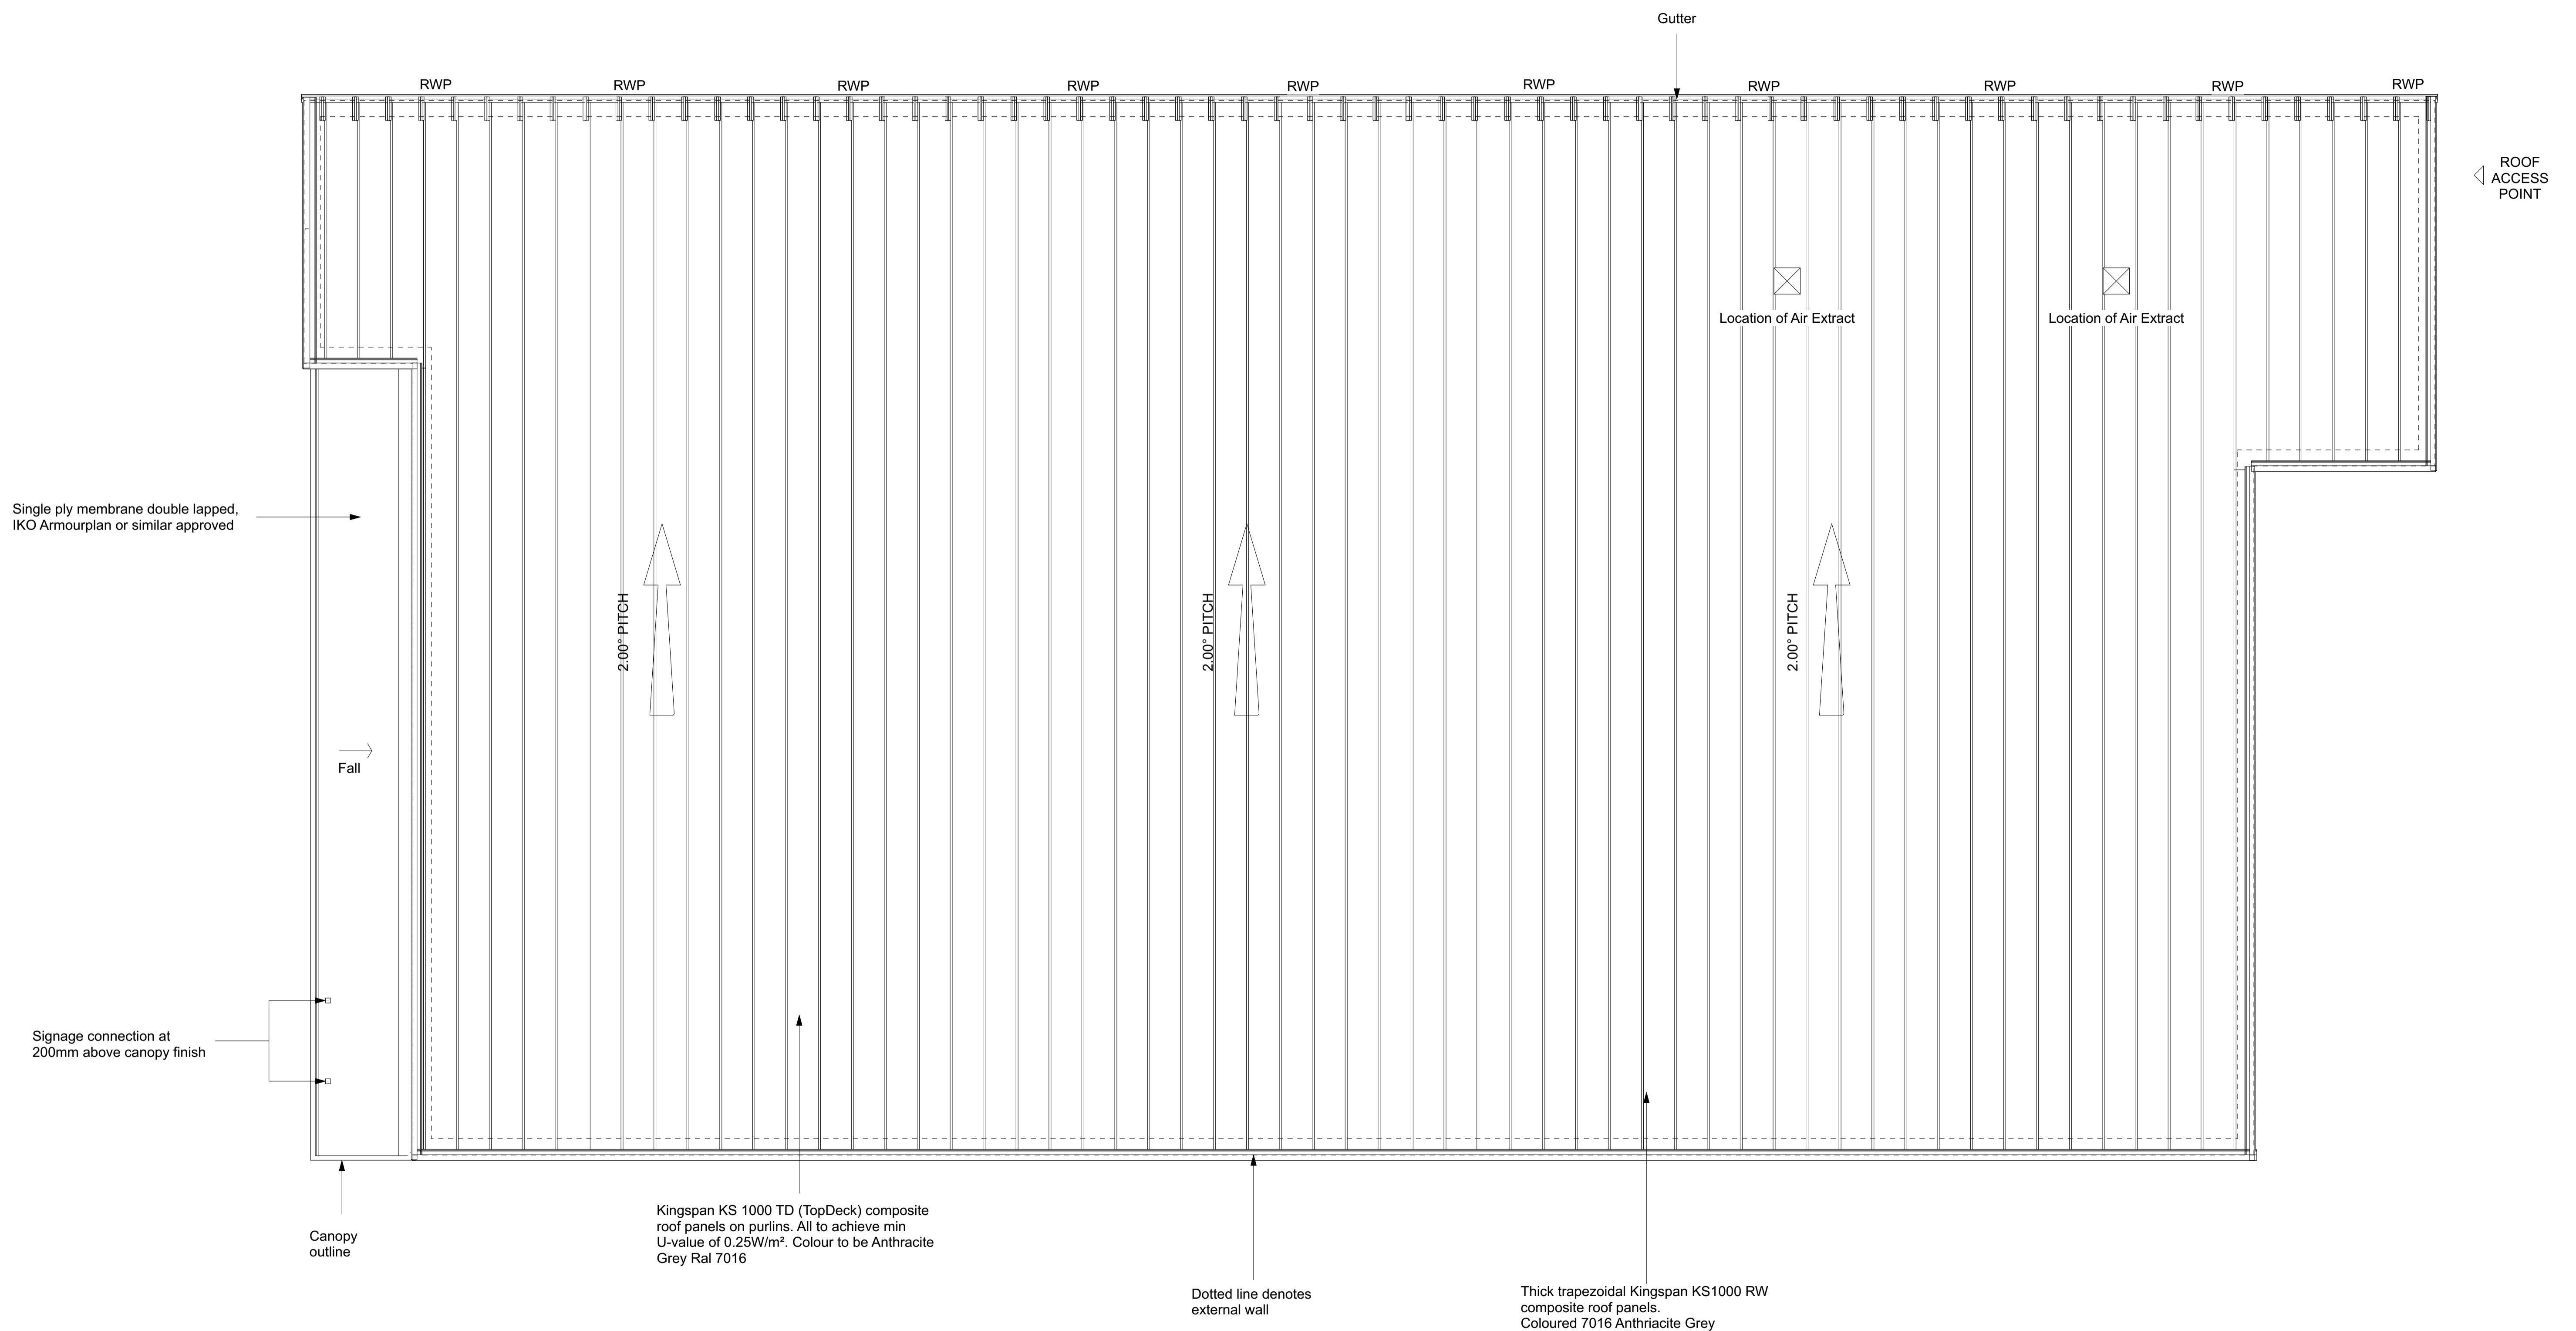 Gutter
RWP RWP RWP RWP RWP RWP RWP RWP RWP RWP
ROOF
ACCESS
POINT
Location of Air Extract
Location of Air Extract
Single ply membrane double lapped,
IKO Armourplan or similar approved
2.00° PITCH
2.00° PITCH
2.00° PITCH
Fall
Signage connection at
200mm above canopy finish
Canopy
outline
Kingspan KS 1000 TD (TopDeck) composite
roof panels on purlins. All to achieve min
U-value of 0.25W/m². Colour to be Anthracite
Grey Ral 7016
Dotted line denotes
external wall
Thick trapezoidal Kingspan KS1000 RW
composite roof panels.
Coloured 7016 Anthriacite Grey